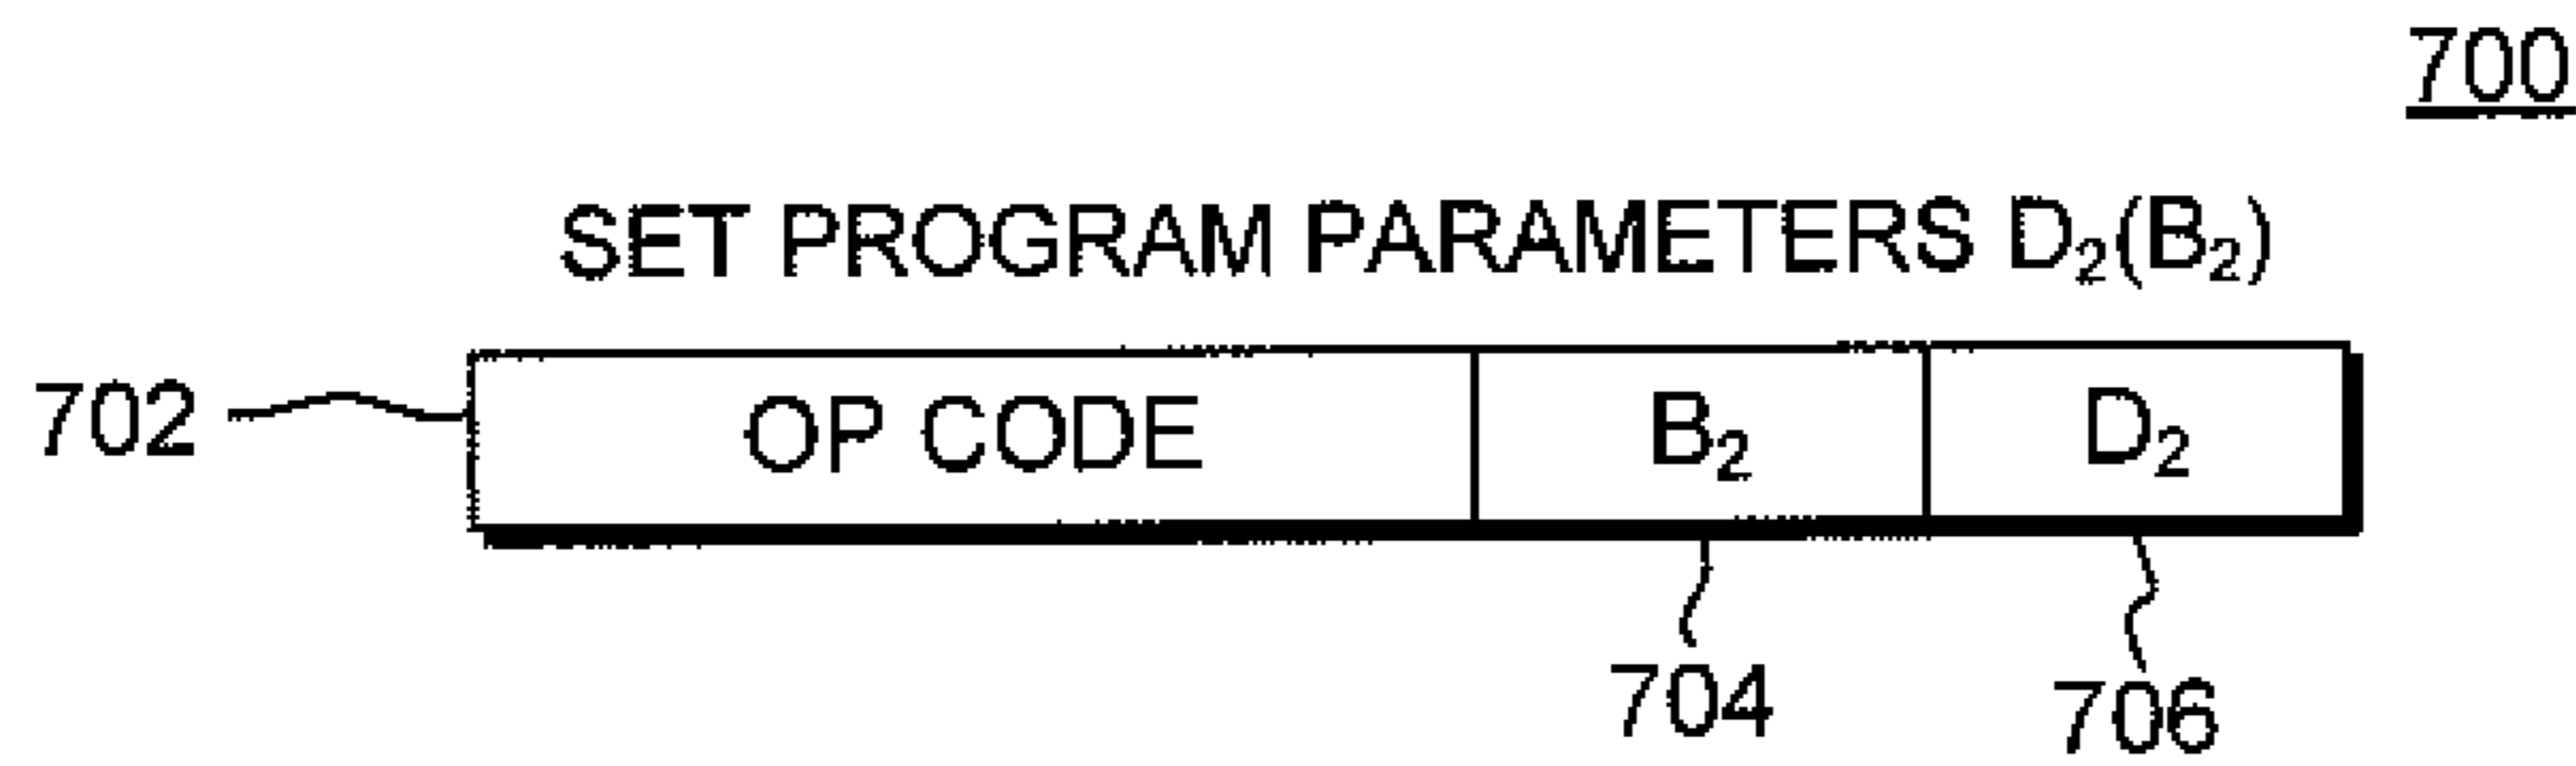 700
SET PROGRAM PARAMETERS D₂(B₂)
702 OP CODE B₂ D₂
704 706